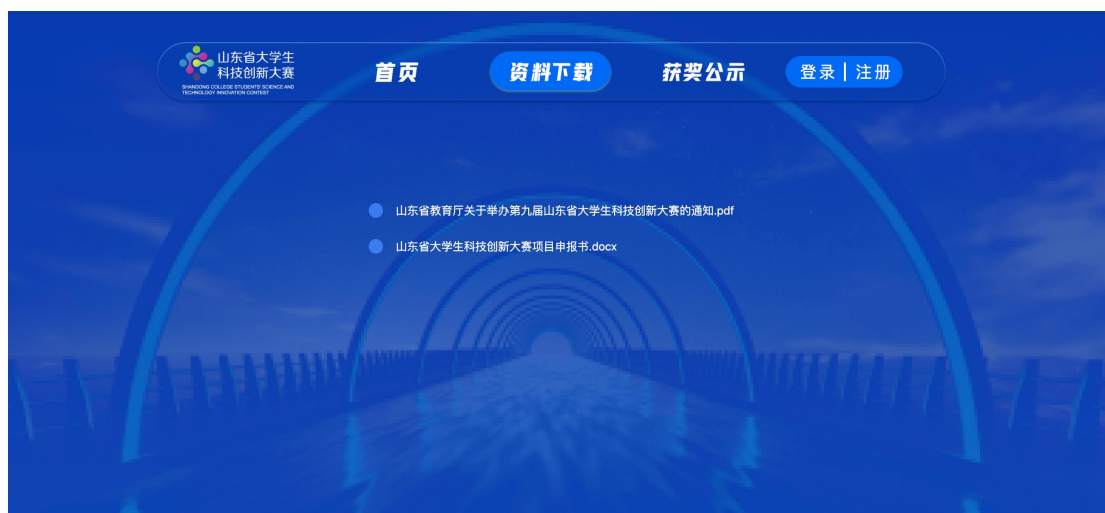 山东省大学生
科技创新大赛
SHANDONG COLLEGE STUDENTS' SCIENCE AND
TECHNOLOGY INNOVATION CONTEST
首页
资料下载
获奖公示
登录 | 注册
山东省教育厅关于举办第九届山东省大学生科技创新大赛的通知.pdf
山东省大学生科技创新大赛项目申报书.docx